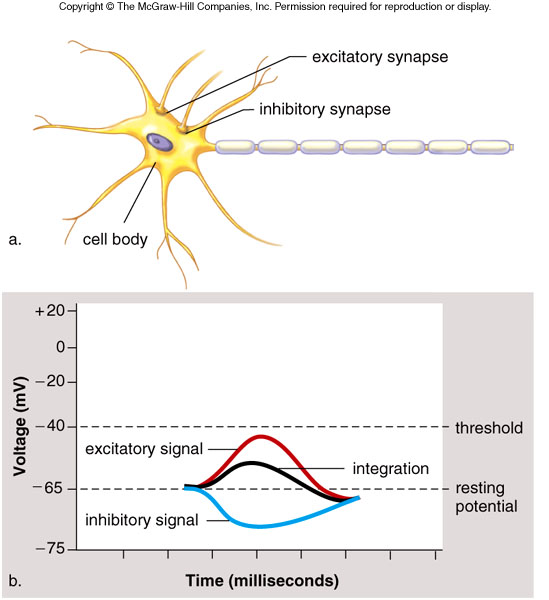 Copyright © The McGraw-Hill Companies, Inc. Permission required for reproduction or display.
excitatory synapse
inhibitory synapse
cell body
a.
+20
0
−20
−40
−65
−75
Voltage (mV)
threshold
excitatory signal
integration
resting
potential
inhibitory signal
b.
Time (milliseconds)